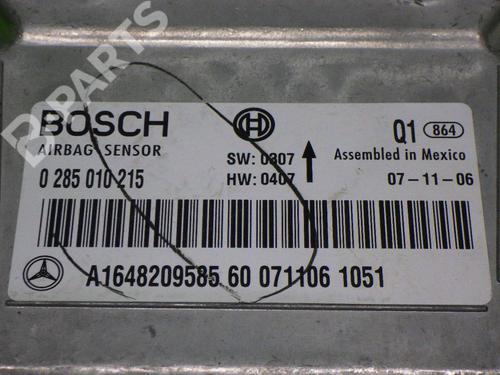 B-PARTS
BOSCH
AIRBAG SENSOR
0 285 010 215
SW: 0307
HW: 0407
Q1 864
Assembled in Mexico
07-11-06
A1648209585 60 071106 1051